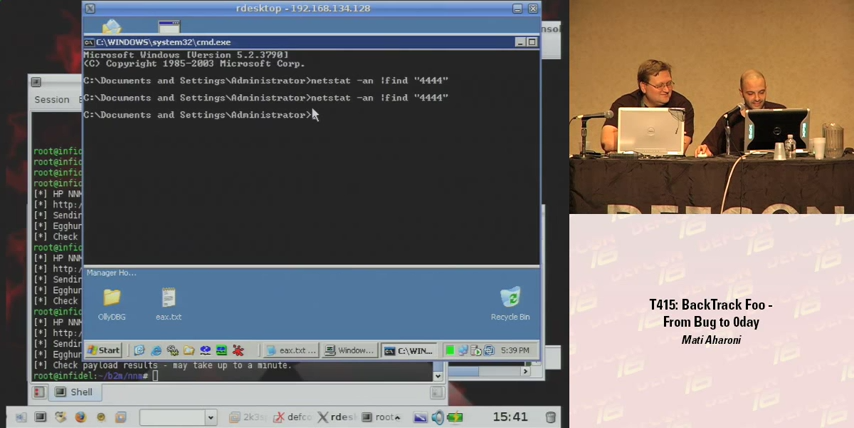 rdesktop - 192.168.134.128
C:\WINDOWS\system32\cmd.exe
Microsoft Windows [Version 5.2.3790]
(C) Copyright 1985-2003 Microsoft Corp.
C:\Documents and Settings\Administrator>netstat -an |find "4444"
C:\Documents and Settings\Administrator>netstat -an |find "4444"
C:\Documents and Settings\Administrator>
Session
root@infid
[*] HP NNM
[*] http:/
[*] Sendin
[*] Egghun
[*] Check
root@infid
[*] HP NNM
[*] http:/
[*] Sendin
[*] Egghun
[*] Check
root@infid
[*] HP NNM
[*] http:/
[*] Sendin
[*] Egghun
[*] Check payload results - may take up to a minute.
root@infidel:~/b2m/nnm#
Manager Ho...
OllyDBG
eax.txt
Recycle Bin
Start
eax.txt ...
Window...
C:\WIN...
5:39 PM
Shell
2k3s
defco
rdes
root
15:41
DEFCON
T415: BackTrack Foo -
From Bug to 0day
Mati Aharoni